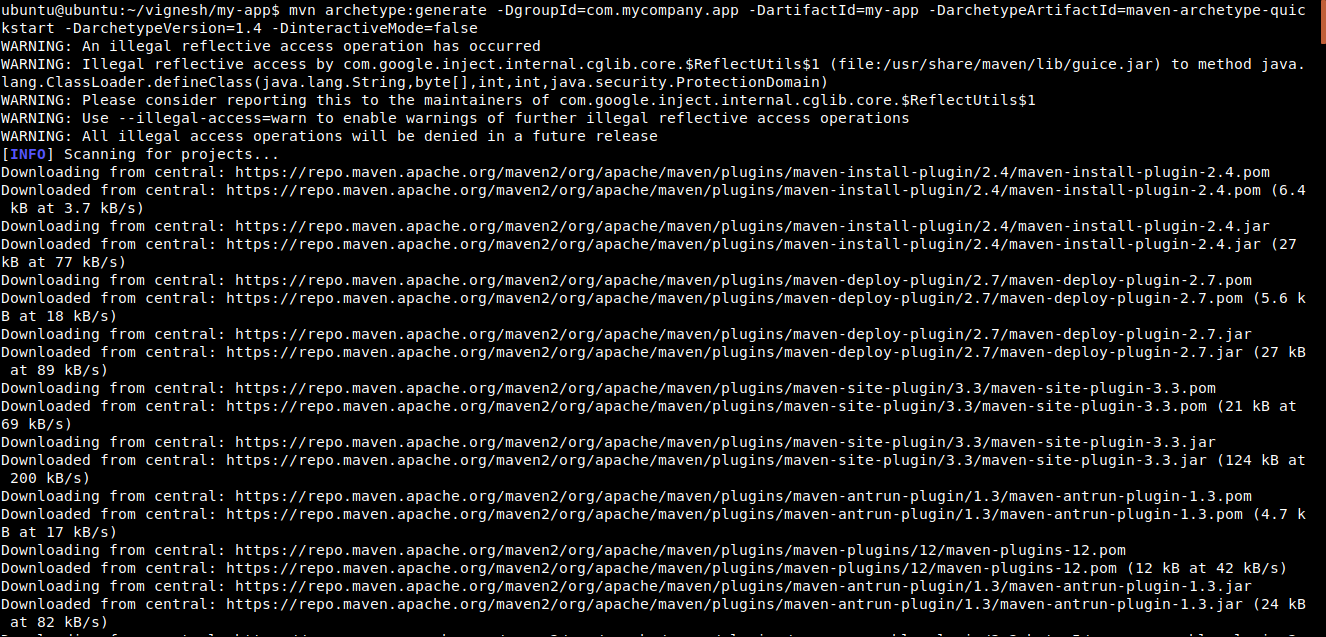 ubuntu@ubuntu:~/vignesh/my-app$ mvn archetype:generate -DgroupId=com.mycompany.app -DartifactId=my-app -DarchetypeArtifactId=maven-archetype-quic
kstart -DarchetypeVersion=1.4 -DinteractiveMode=false
WARNING: An illegal reflective access operation has occurred
WARNING: Illegal reflective access by com.google.inject.internal.cglib.core.$ReflectUtils$1 (file:/usr/share/maven/lib/guice.jar) to method java.
lang.ClassLoader.defineClass(java.lang.String,byte[],int,int,java.security.ProtectionDomain)
WARNING: Please consider reporting this to the maintainers of com.google.inject.internal.cglib.core.$ReflectUtils$1
WARNING: Use --illegal-access=warn to enable warnings of further illegal reflective access operations
WARNING: All illegal access operations will be denied in a future release
[INFO] Scanning for projects...
Downloading from central: https://repo.maven.apache.org/maven2/org/apache/maven/plugins/maven-install-plugin/2.4/maven-install-plugin-2.4.pom
Downloaded from central: https://repo.maven.apache.org/maven2/org/apache/maven/plugins/maven-install-plugin/2.4/maven-install-plugin-2.4.pom (6.4
 kB at 3.7 kB/s)
Downloading from central: https://repo.maven.apache.org/maven2/org/apache/maven/plugins/maven-install-plugin/2.4/maven-install-plugin-2.4.jar
Downloaded from central: https://repo.maven.apache.org/maven2/org/apache/maven/plugins/maven-install-plugin/2.4/maven-install-plugin-2.4.jar (27 
kB at 77 kB/s)
Downloading from central: https://repo.maven.apache.org/maven2/org/apache/maven/plugins/maven-deploy-plugin/2.7/maven-deploy-plugin-2.7.pom
Downloaded from central: https://repo.maven.apache.org/maven2/org/apache/maven/plugins/maven-deploy-plugin/2.7/maven-deploy-plugin-2.7.pom (5.6 k
B at 18 kB/s)
Downloading from central: https://repo.maven.apache.org/maven2/org/apache/maven/plugins/maven-deploy-plugin/2.7/maven-deploy-plugin-2.7.jar
Downloaded from central: https://repo.maven.apache.org/maven2/org/apache/maven/plugins/maven-deploy-plugin/2.7/maven-deploy-plugin-2.7.jar (27 kB
 at 89 kB/s)
Downloading from central: https://repo.maven.apache.org/maven2/org/apache/maven/plugins/maven-site-plugin/3.3/maven-site-plugin-3.3.pom
Downloaded from central: https://repo.maven.apache.org/maven2/org/apache/maven/plugins/maven-site-plugin/3.3/maven-site-plugin-3.3.pom (21 kB at 
69 kB/s)
Downloading from central: https://repo.maven.apache.org/maven2/org/apache/maven/plugins/maven-site-plugin/3.3/maven-site-plugin-3.3.jar
Downloaded from central: https://repo.maven.apache.org/maven2/org/apache/maven/plugins/maven-site-plugin/3.3/maven-site-plugin-3.3.jar (124 kB at
 200 kB/s)
Downloading from central: https://repo.maven.apache.org/maven2/org/apache/maven/plugins/maven-antrun-plugin/1.3/maven-antrun-plugin-1.3.pom
Downloaded from central: https://repo.maven.apache.org/maven2/org/apache/maven/plugins/maven-antrun-plugin/1.3/maven-antrun-plugin-1.3.pom (4.7 k
B at 17 kB/s)
Downloading from central: https://repo.maven.apache.org/maven2/org/apache/maven/plugins/maven-plugins/12/maven-plugins-12.pom
Downloaded from central: https://repo.maven.apache.org/maven2/org/apache/maven/plugins/maven-plugins/12/maven-plugins-12.pom (12 kB at 42 kB/s)
Downloading from central: https://repo.maven.apache.org/maven2/org/apache/maven/plugins/maven-antrun-plugin/1.3/maven-antrun-plugin-1.3.jar
Downloaded from central: https://repo.maven.apache.org/maven2/org/apache/maven/plugins/maven-antrun-plugin/1.3/maven-antrun-plugin-1.3.jar (24 kB
 at 82 kB/s)